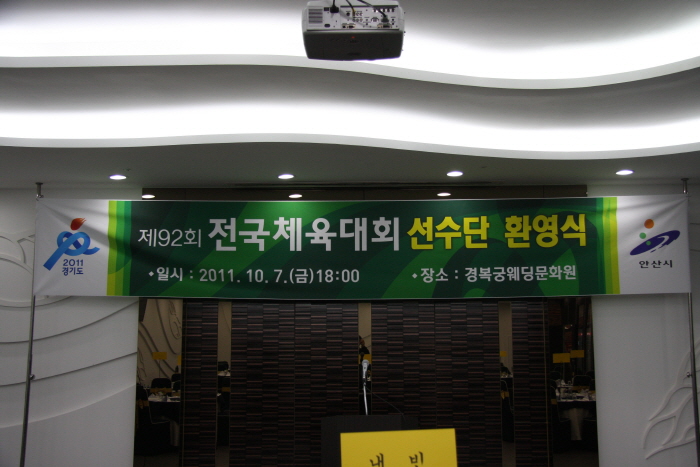 제92회 전국체육대회 선수단 환영식
•일시 : 2011. 10. 7.(금)18:00 •장소 : 경복궁웨딩문화원
2011
경기도
안산시
내 빈